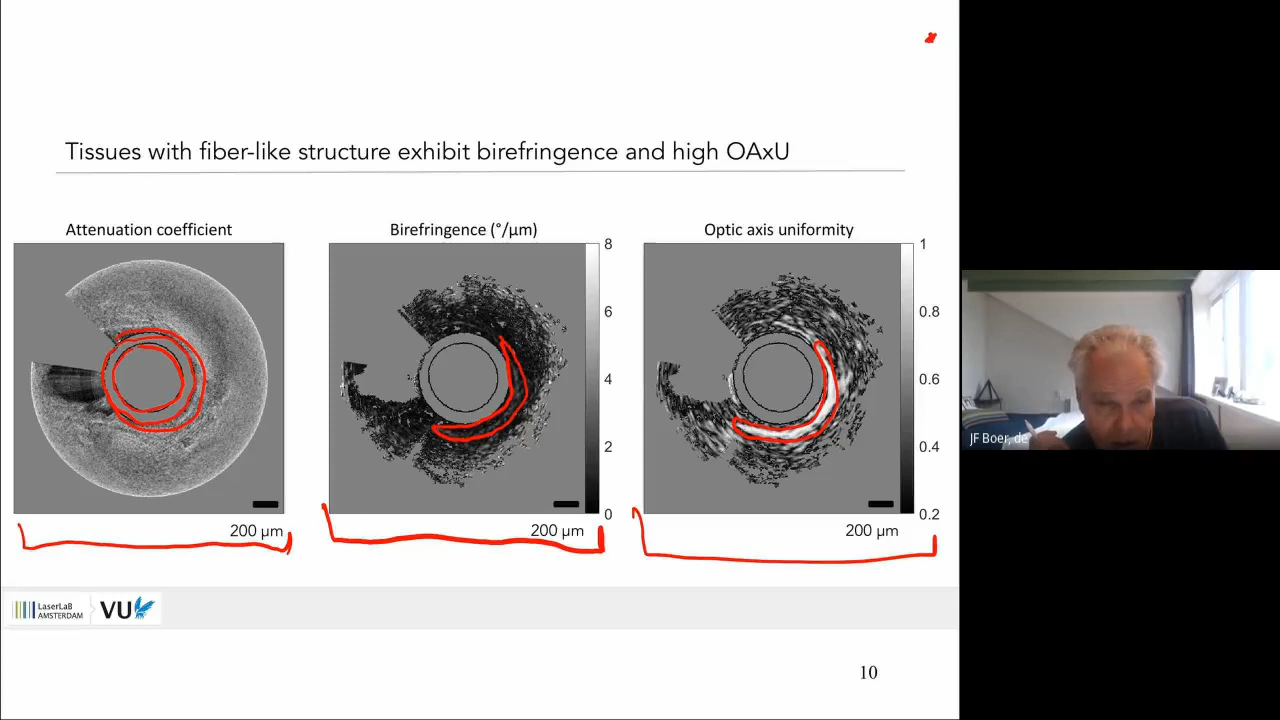 Tissues with fiber-like structure exhibit birefringence and high OAxU
Attenuation coefficient
Birefringence (°/µm)
Optic axis uniformity
8
6
4
2
0
1
0.8
0.6
0.4
0.2
200 µm
200 µm
200 µm
JF Boer, de
LaserLaB
AMSTERDAM
VU
10